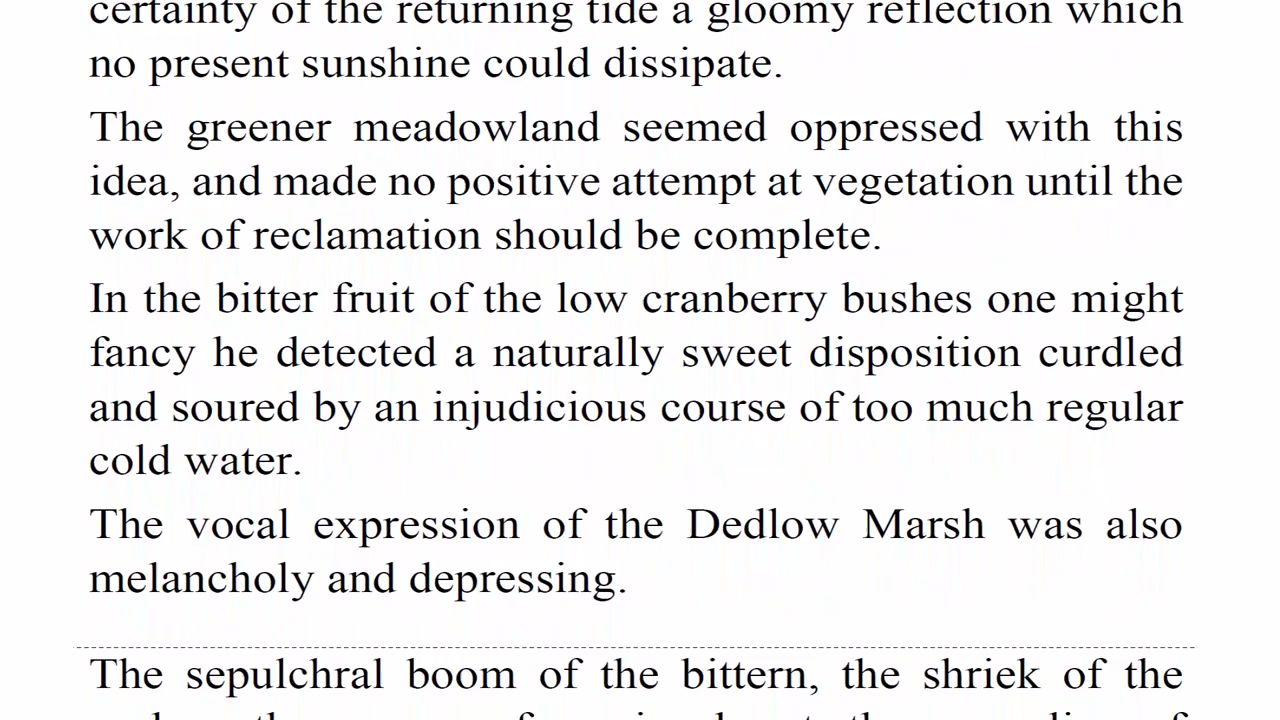 certainty of the returning tide a gloomy reflection which
no present sunshine could dissipate.
The greener meadowland seemed oppressed with this
idea, and made no positive attempt at vegetation until the
work of reclamation should be complete.
In the bitter fruit of the low cranberry bushes one might
fancy he detected a naturally sweet disposition curdled
and soured by an injudicious course of too much regular
cold water.
The vocal expression of the Dedlow Marsh was also
melancholy and depressing.
The sepulchral boom of the bittern, the shriek of the